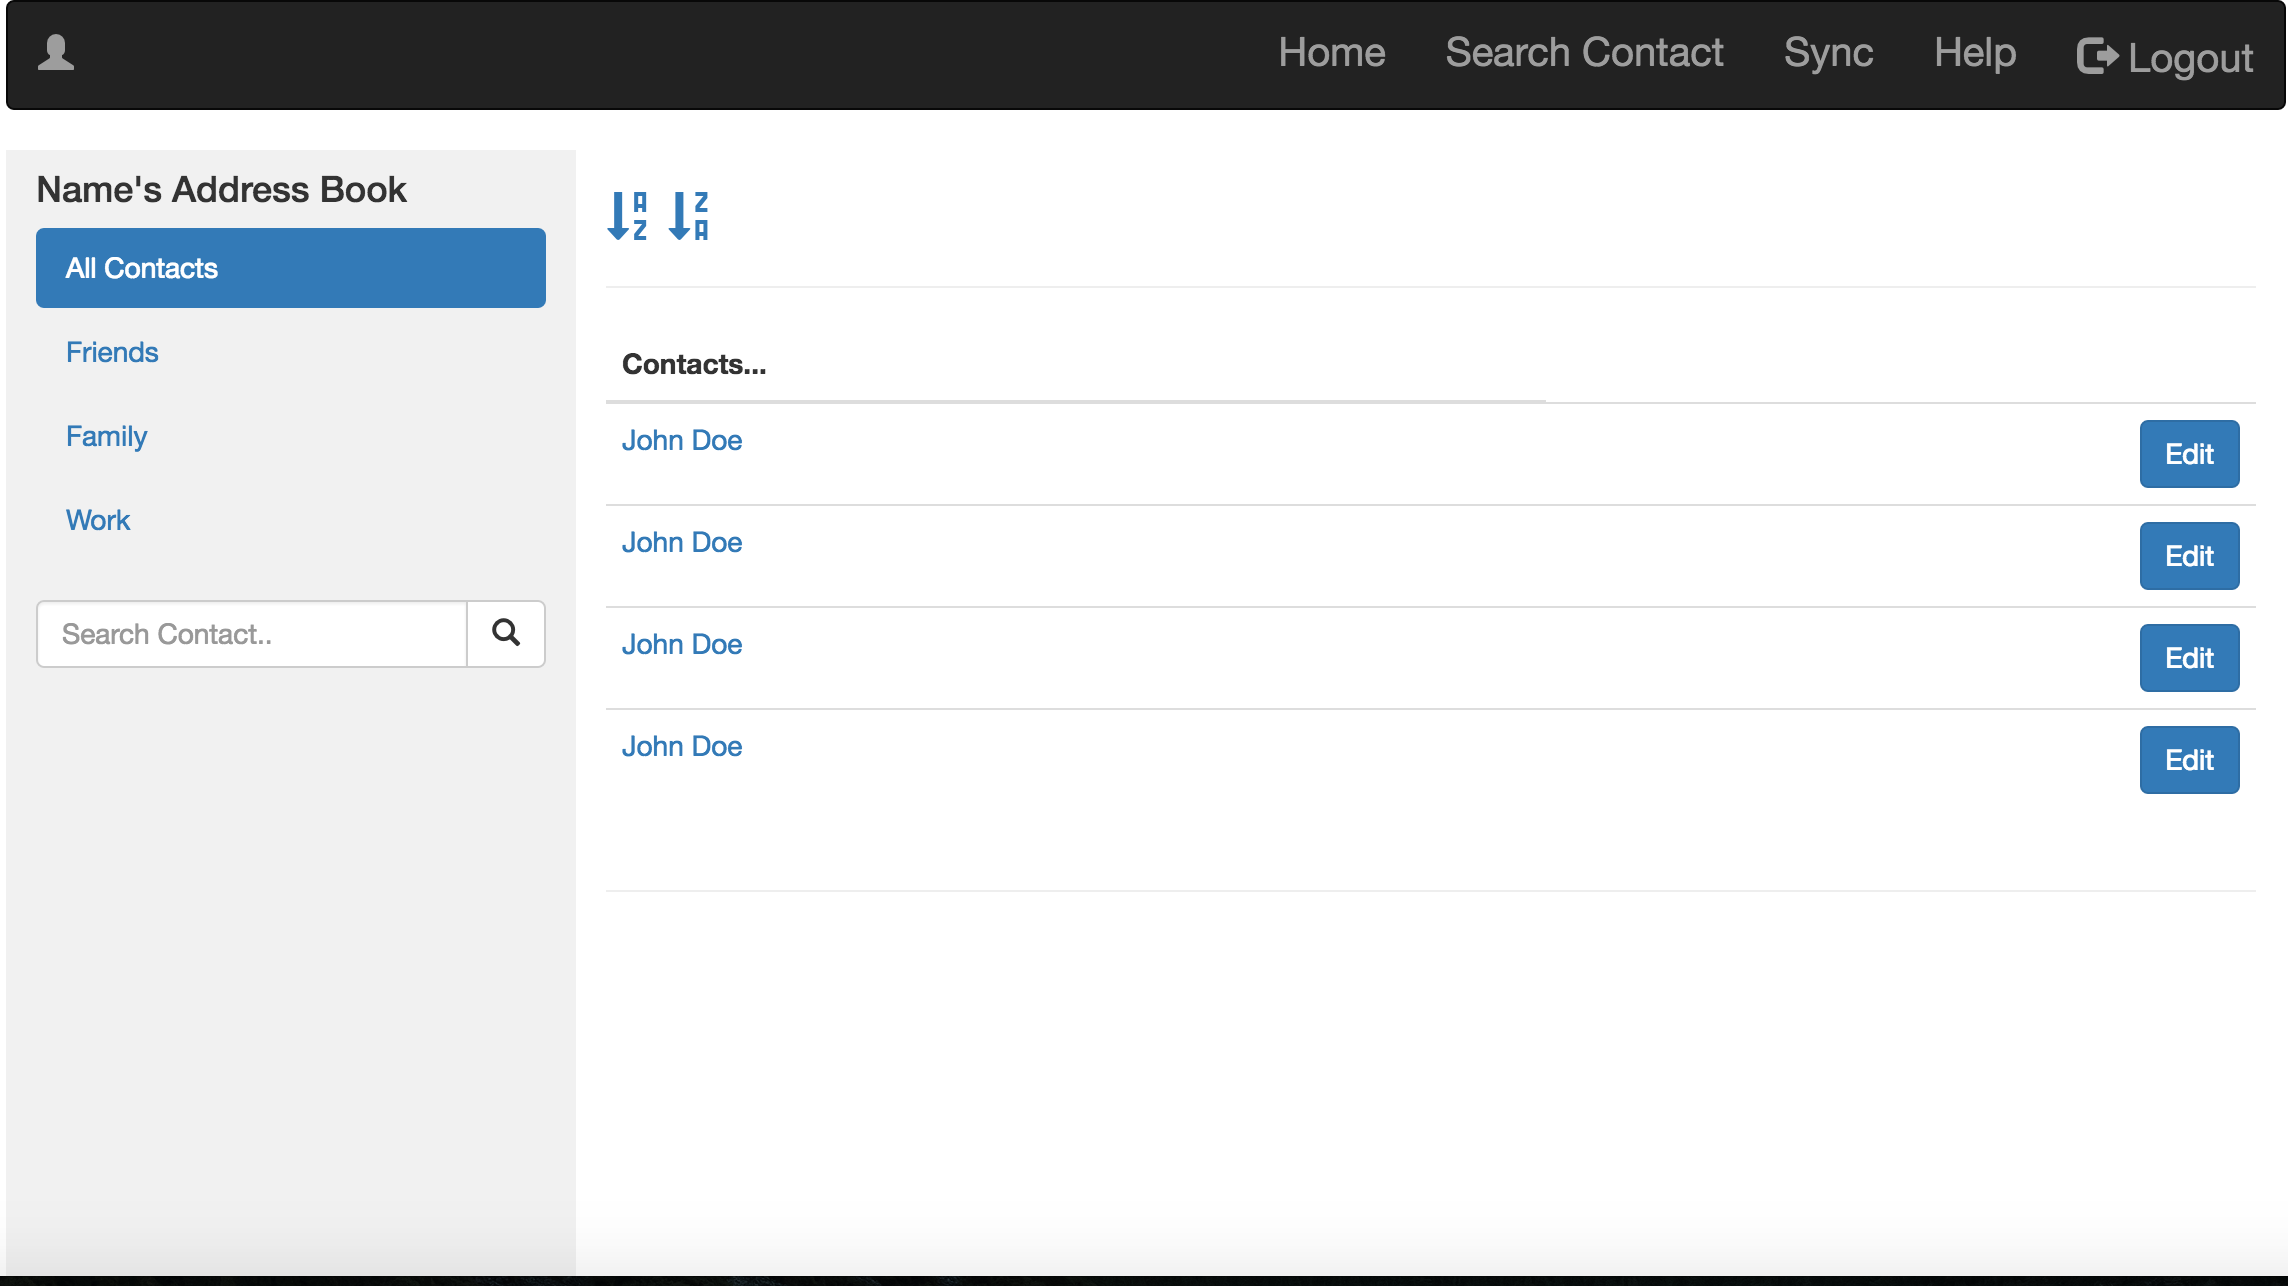 Home Search Contact Sync Help Logout
Name's Address Book
All Contacts
Friends
Family
Work
Search Contact..
A
Z
Z
A
Contacts...
John Doe Edit
John Doe Edit
John Doe Edit
John Doe Edit